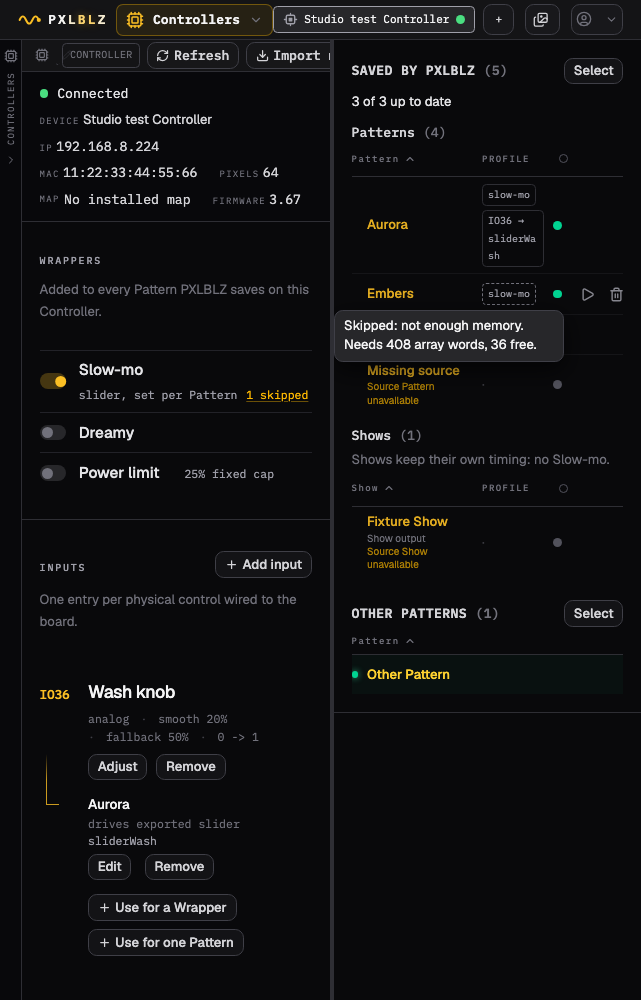 PXLBLZ
Controllers
Studio test Controller
+
CONTROLLERS
CONTROLLER
Refresh
Import
Connected
DEVICE Studio test Controller
IP 192.168.8.224
MAC 11:22:33:44:55:66 PIXELS 64
MAP No installed map FIRMWARE 3.67
WRAPPERS
Added to every Pattern PXLBLZ saves on this
Controller.
Slow-mo
slider, set per Pattern 1 skipped
Dreamy
Power limit 25% fixed cap
INPUTS
+ Add input
One entry per physical control wired to the
board.
IO36 Wash knob
analog · smooth 20%
· fallback 50% · 0 -> 1
Adjust Remove
Aurora
drives exported slider
sliderWash
Edit Remove
+ Use for a Wrapper
+ Use for one Pattern
SAVED BY PXLBLZ (5) Select
3 of 3 up to date
Patterns (4)
Pattern PROFILE
slow-mo
Aurora
IO36 →
sliderWa
sh
Embers slow-mo
Skipped: not enough memory.
Needs 408 array words, 36 free.
Missing source
Source Pattern
unavailable
Shows (1)
Shows keep their own timing: no Slow-mo.
Show PROFILE
Fixture Show
Show output
Source Show
unavailable
OTHER PATTERNS (1) Select
Pattern
Other Pattern